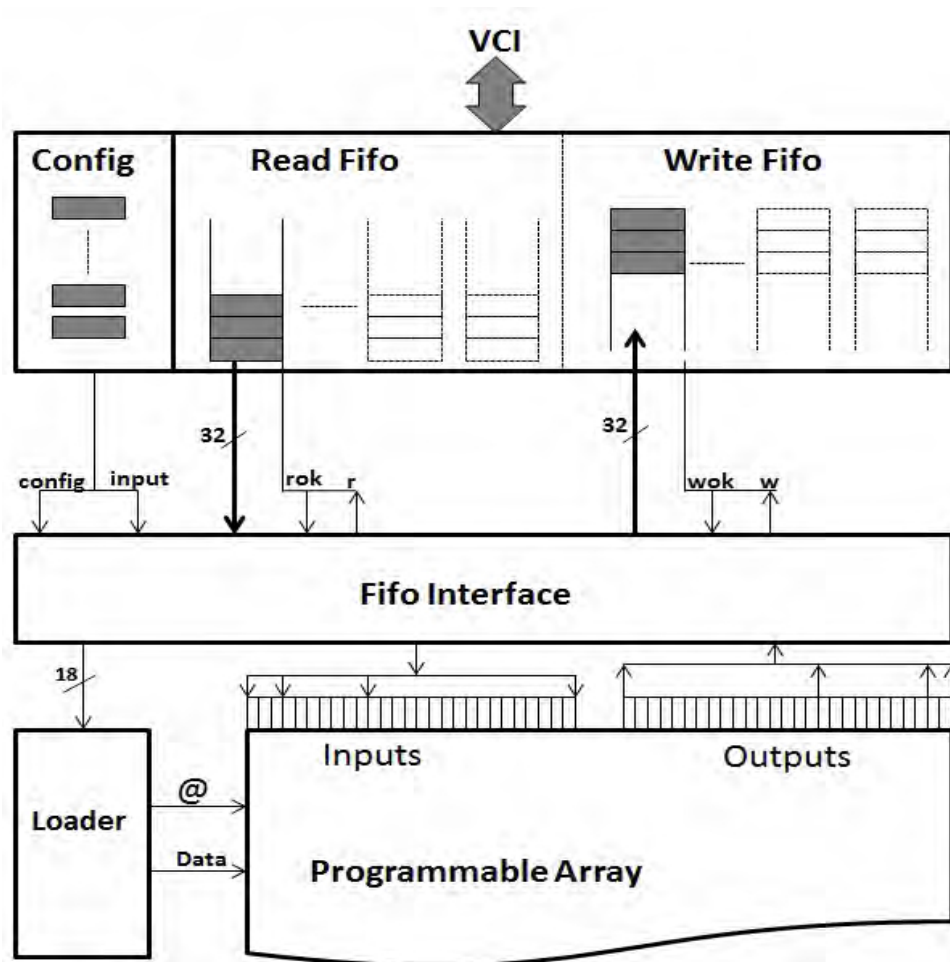 VCI
Config
Read Fifo
Write Fifo
32
32
config
input
rok
r
wok
w
Fifo Interface
18
Inputs
Outputs
@
Loader
Data
Programmable Array